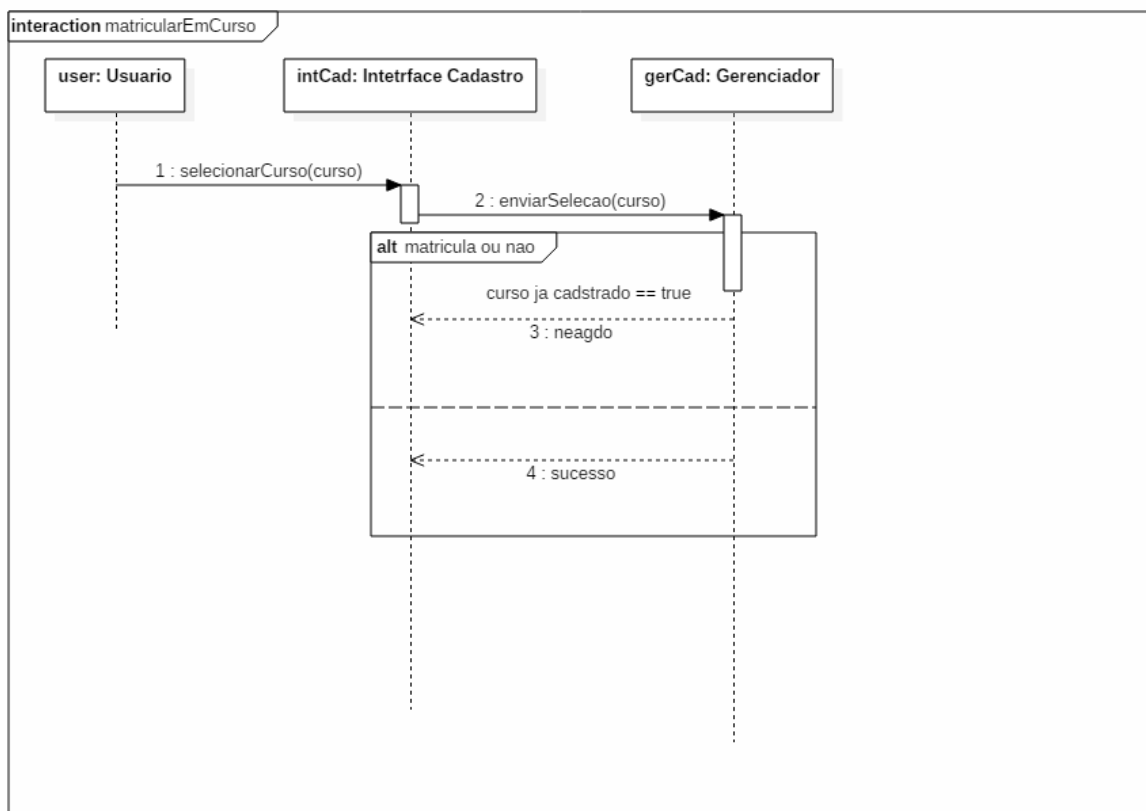 interaction matricularEmCurso
user: Usuario
intCad: Intetrface Cadastro
gerCad: Gerenciador
1 : selecionarCurso(curso)
2 : enviarSelecao(curso)
alt matricula ou nao
curso ja cadstrado == true
3 : neagdo
4 : sucesso